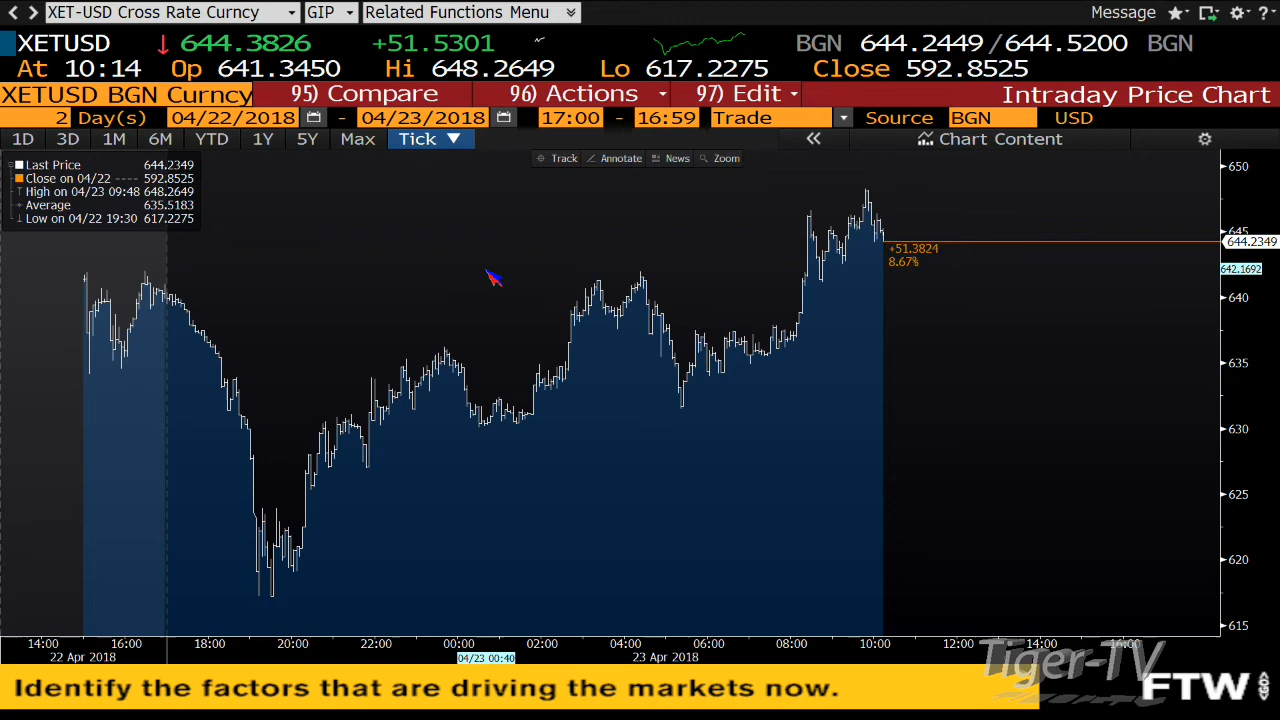 XET-USD Cross Rate Curncy GIP Related Functions Menu Message ?
XETUSD 644.3826 +51.5301 BGN 644.2449/644.5200 BGN
At 10:14 Op 641.3450 Hi 648.2649 Lo 617.2275 Close 592.8525
XETUSD BGN Curncy 95) Compare 96) Actions 97) Edit Intraday Price Chart
2 Day(s) 04/22/2018 - 04/23/2018 17:00 - 16:59 Trade Source BGN USD
1D 3D 1M 6M YTD 1Y 5Y Max Tick ▼ « Chart Content
Track Annotate News Zoom
Last Price 644.2349
Close on 04/22 ---- 592.8525
High on 04/23 09:48 648.2649
Average 635.5183
Low on 04/22 19:30 617.2275
650
645
644.2349
+51.3824
8.67%
642.1692
640
635
630
625
620
615
14:00 16:00 18:00 20:00 22:00 00:00 02:00 04:00 06:00 08:00 10:00 12:00 14:00 16:00
22 Apr 2018 04/23 00:40 23 Apr 2018
Tiger-TV
Identify the factors that are driving the markets now.
FTW
<GO>